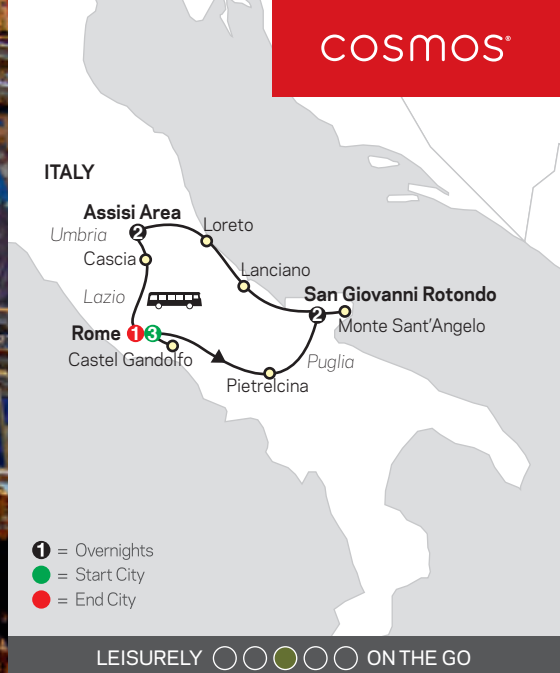 COSMOS®
ITALY
Assisi Area
Umbria
2
Loreto
Cascia
Lanciano
Lazio
San Giovanni Rotondo
2
Monte Sant'Angelo
Rome 1 3
Castel Gandolfo
Puglia
Pietrelcina
1 = Overnights
= Start City
= End City
LEISURELY ON THE GO